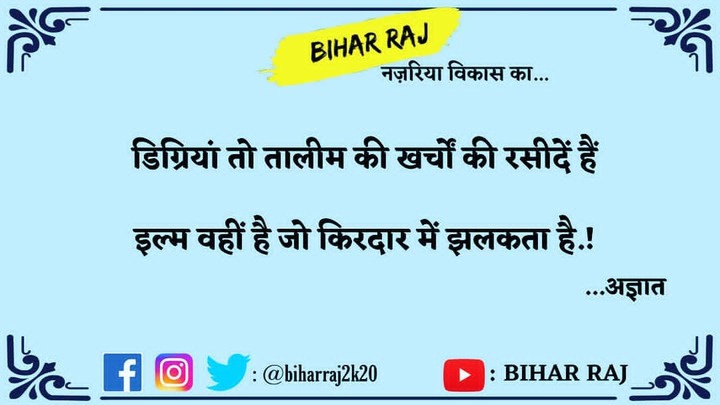 BIHAR RAJ
नज़रिया विकास का...
डिग्रियां तो तालीम की खर्चों की रसीदें हैं
इल्म वहीं है जो किरदार में झलकता है.!
...अज्ञात
: @biharraj2k20
: BIHAR RAJ